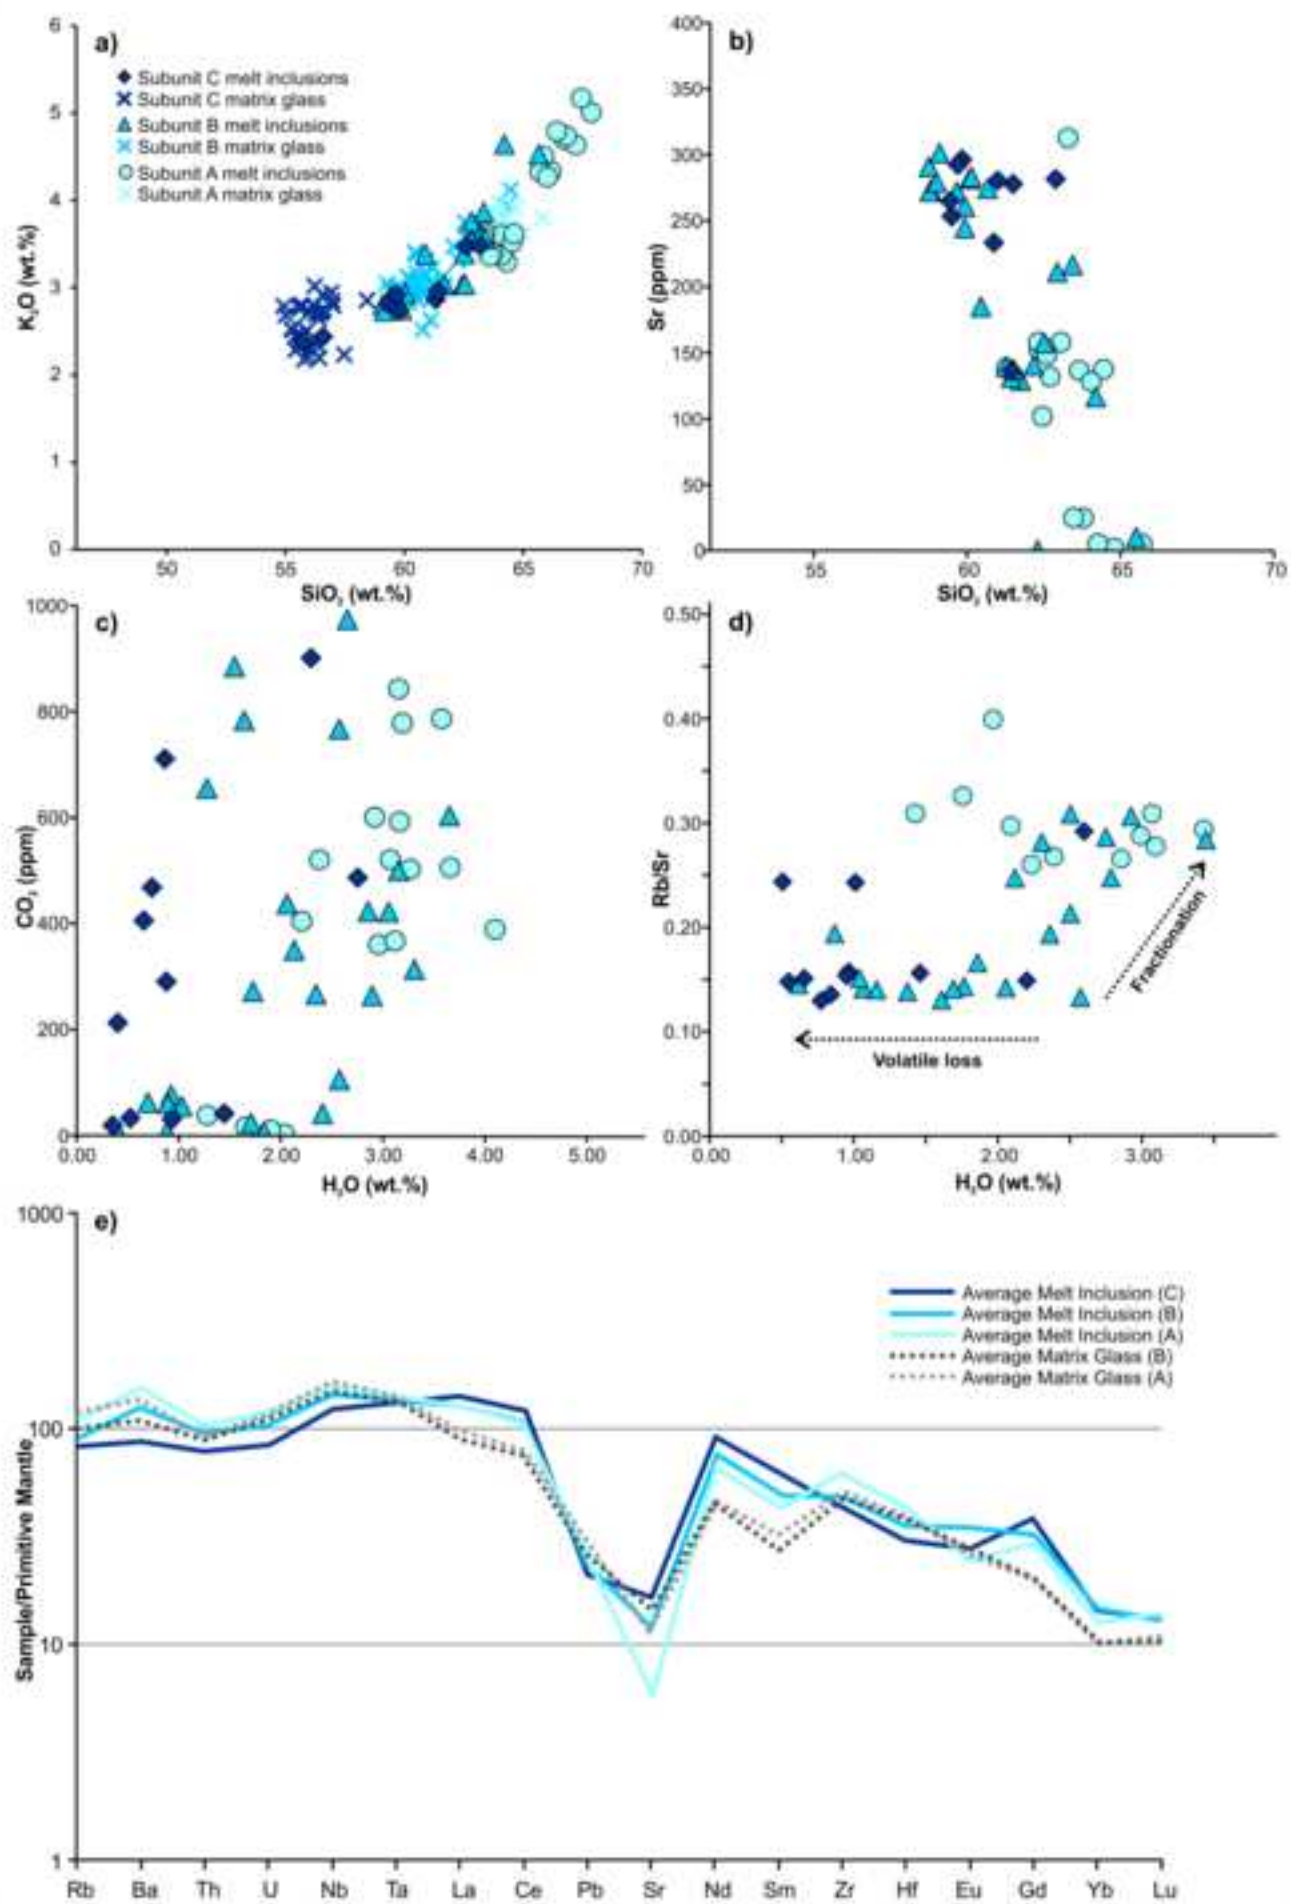 a)
Subunit C melt inclusions
Subunit C matrix glass
Subunit B melt inclusions
Subunit B matrix glass
Subunit A melt inclusions
Subunit A matrix glass
K₂O (wt.%)
6
5
4
3
2
1
0
50
55
60
65
70
SiO₂ (wt.%)
b)
Sr (ppm)
400
350
300
250
200
150
100
50
0
55
60
65
70
SiO₂ (wt.%)
c)
CO₂ (ppm)
1000
800
600
400
200
0
0.00
1.00
2.00
3.00
4.00
5.00
H₂O (wt.%)
d)
Rb/Sr
0.50
0.40
0.30
0.20
0.10
0.00
Fractionation
Volatile loss
0.00
1.00
2.00
3.00
H₂O (wt.%)
e)
Average Melt Inclusion (C)
Average Melt Inclusion (B)
Average Melt Inclusion (A)
Average Matrix Glass (B)
Average Matrix Glass (A)
Sample/Primitive Mantle
1000
100
10
1
Rb Ba Th U Nb Ta La Ce Pb Sr Nd Sm Zr Hf Eu Gd Yb Lu